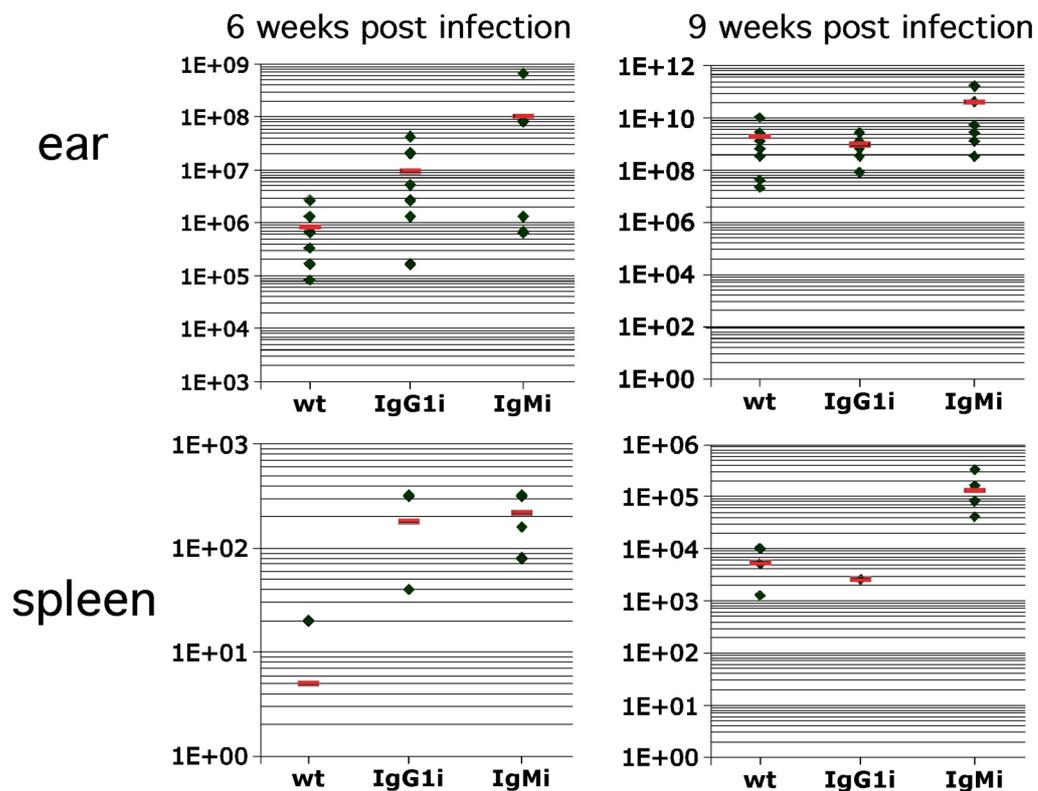 6 weeks post infection
9 weeks post infection
ear
1E+09
1E+08
1E+07
1E+06
1E+05
1E+04
1E+03
wt IgG1i IgMi
1E+12
1E+10
1E+08
1E+06
1E+04
1E+02
1E+00
wt IgG1i IgMi
spleen
1E+03
1E+02
1E+01
1E+00
wt IgG1i IgMi
1E+06
1E+05
1E+04
1E+03
1E+02
1E+01
1E+00
wt IgG1i IgMi